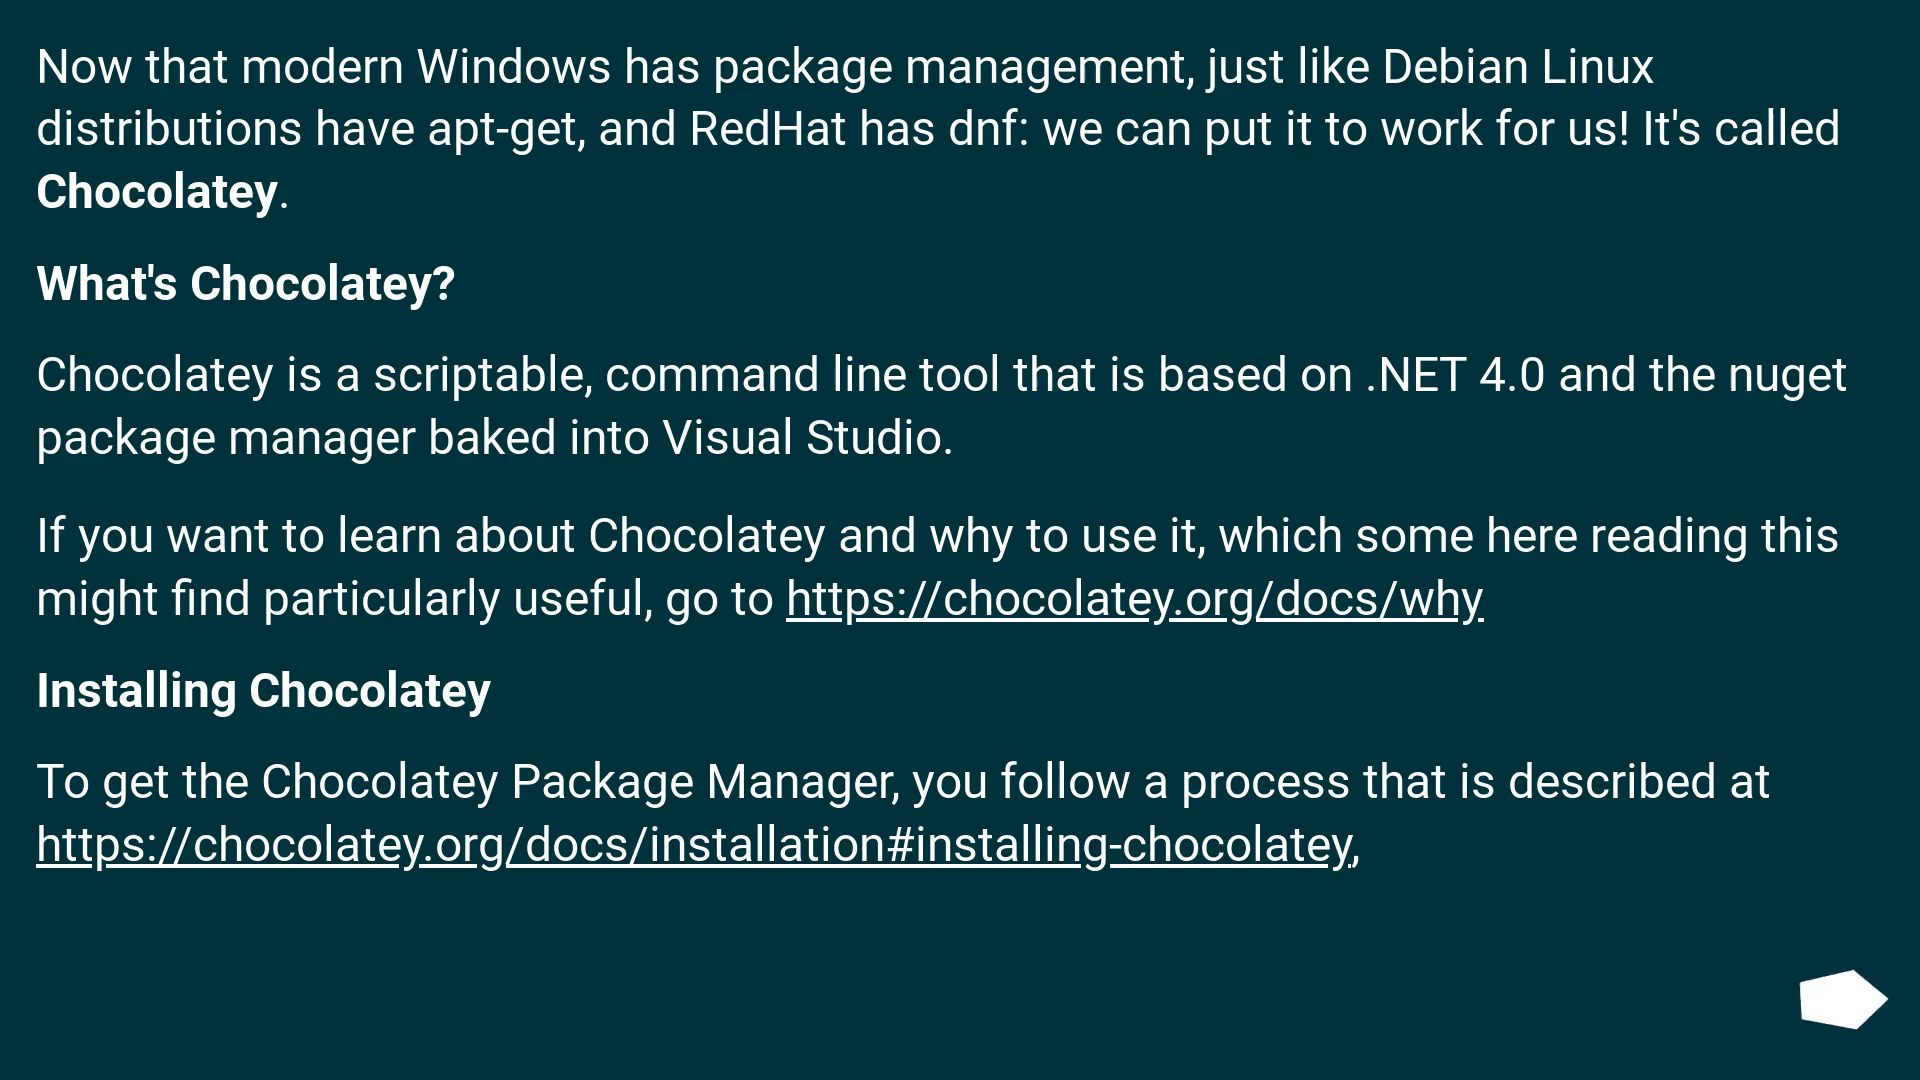 Now that modern Windows has package management, just like Debian Linux
distributions have apt-get, and RedHat has dnf: we can put it to work for us! It's called
Chocolatey.
What's Chocolatey?
Chocolatey is a scriptable, command line tool that is based on .NET 4.0 and the nuget
package manager baked into Visual Studio.
If you want to learn about Chocolatey and why to use it, which some here reading this
might find particularly useful, go to https://chocolatey.org/docs/why
Installing Chocolatey
To get the Chocolatey Package Manager, you follow a process that is described at
https://chocolatey.org/docs/installation#installing-chocolatey,